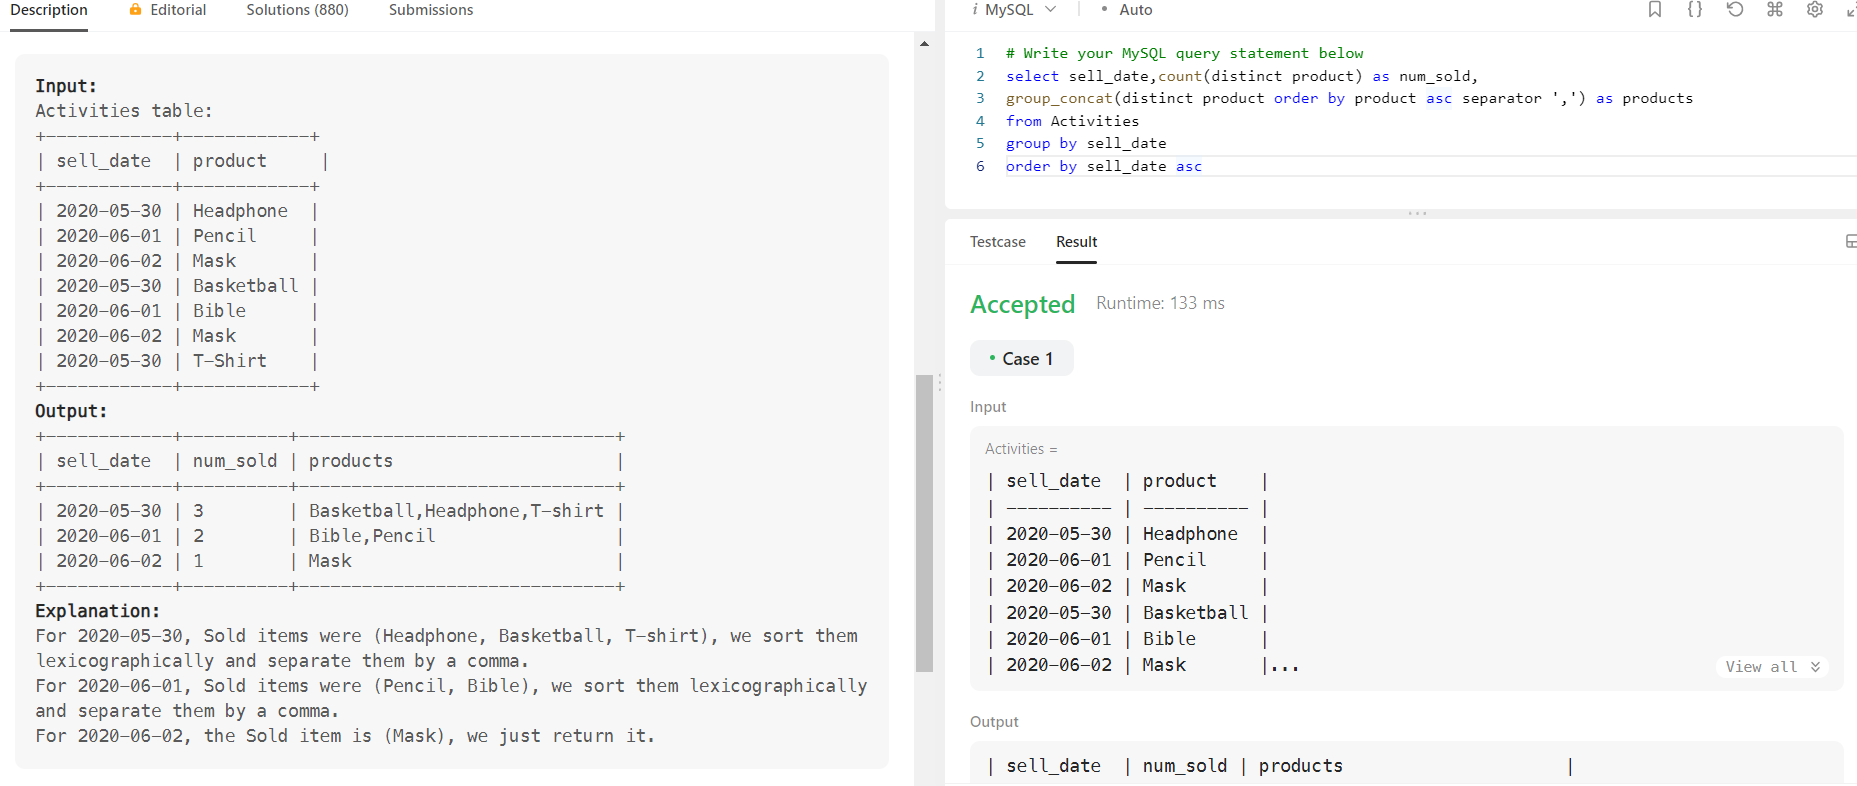 Description Editorial Solutions (880) Submissions
Input:
Activities table:
+------------+------------+
| sell_date  | product     |
+------------+------------+
| 2020-05-30 | Headphone  |
| 2020-06-01 | Pencil     |
| 2020-06-02 | Mask       |
| 2020-05-30 | Basketball |
| 2020-06-01 | Bible      |
| 2020-06-02 | Mask       |
| 2020-05-30 | T-Shirt    |
+------------+------------+
Output:
+------------+----------+------------------------------+
| sell_date  | num_sold | products                     |
+------------+----------+------------------------------+
| 2020-05-30 | 3        | Basketball,Headphone,T-shirt |
| 2020-06-01 | 2        | Bible,Pencil                 |
| 2020-06-02 | 1        | Mask                         |
+------------+----------+------------------------------+
Explanation:
For 2020-05-30, Sold items were (Headphone, Basketball, T-shirt), we sort them
lexicographically and separate them by a comma.
For 2020-06-01, Sold items were (Pencil, Bible), we sort them lexicographically
and separate them by a comma.
For 2020-06-02, the Sold item is (Mask), we just return it.
i MySQL • Auto
1 # Write your MySQL query statement below
2 select sell_date,count(distinct product) as num_sold,
3 group_concat(distinct product order by product asc separator ',') as products
4 from Activities
5 group by sell_date
6 order by sell_date asc
Testcase Result
Accepted Runtime: 133 ms
• Case 1
Input
Activities =
| sell_date  | product    |
| ---------- | ---------- |
| 2020-05-30 | Headphone  |
| 2020-06-01 | Pencil     |
| 2020-06-02 | Mask       |
| 2020-05-30 | Basketball |
| 2020-06-01 | Bible      |
| 2020-06-02 | Mask       |...
View all
Output
| sell_date  | num_sold | products                     |